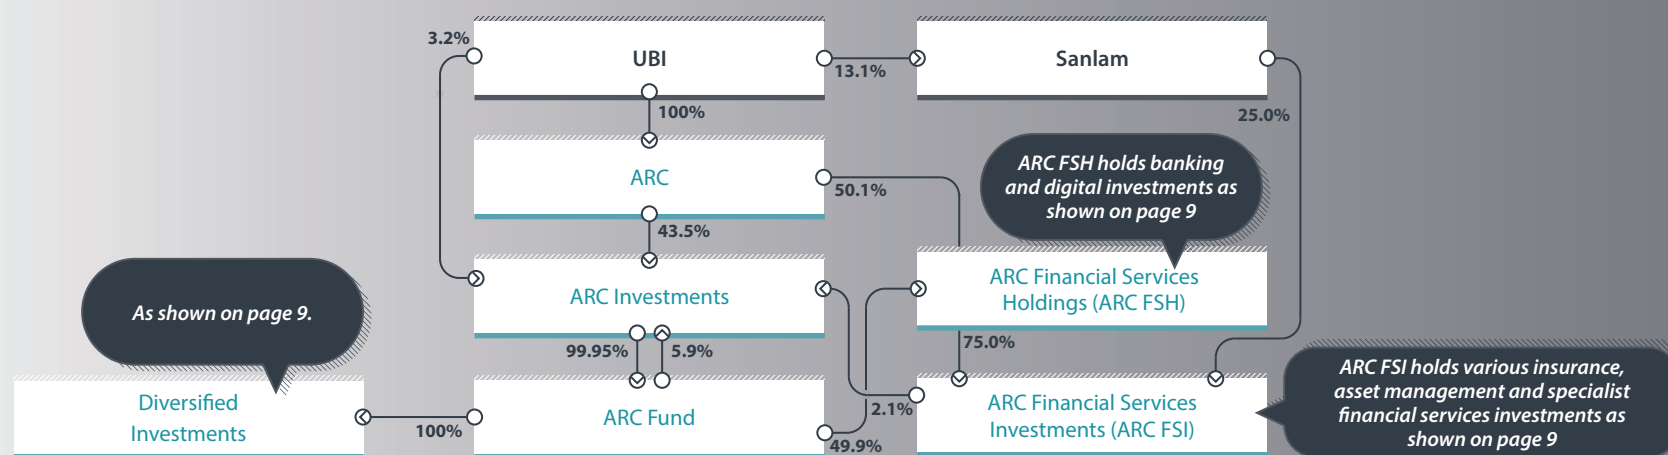 3.2%
UBI
13.1%
Sanlam
100%
25.0%
ARC
50.1%
ARC FSH holds banking
and digital investments as
shown on page 9
43.5%
ARC Investments
ARC Financial Services
Holdings (ARC FSH)
As shown on page 9.
99.95%
5.9%
75.0%
Diversified
Investments
100%
ARC Fund
2.1%
49.9%
ARC Financial Services
Investments (ARC FSI)
ARC FSI holds various insurance,
asset management and specialist
financial services investments as
shown on page 9